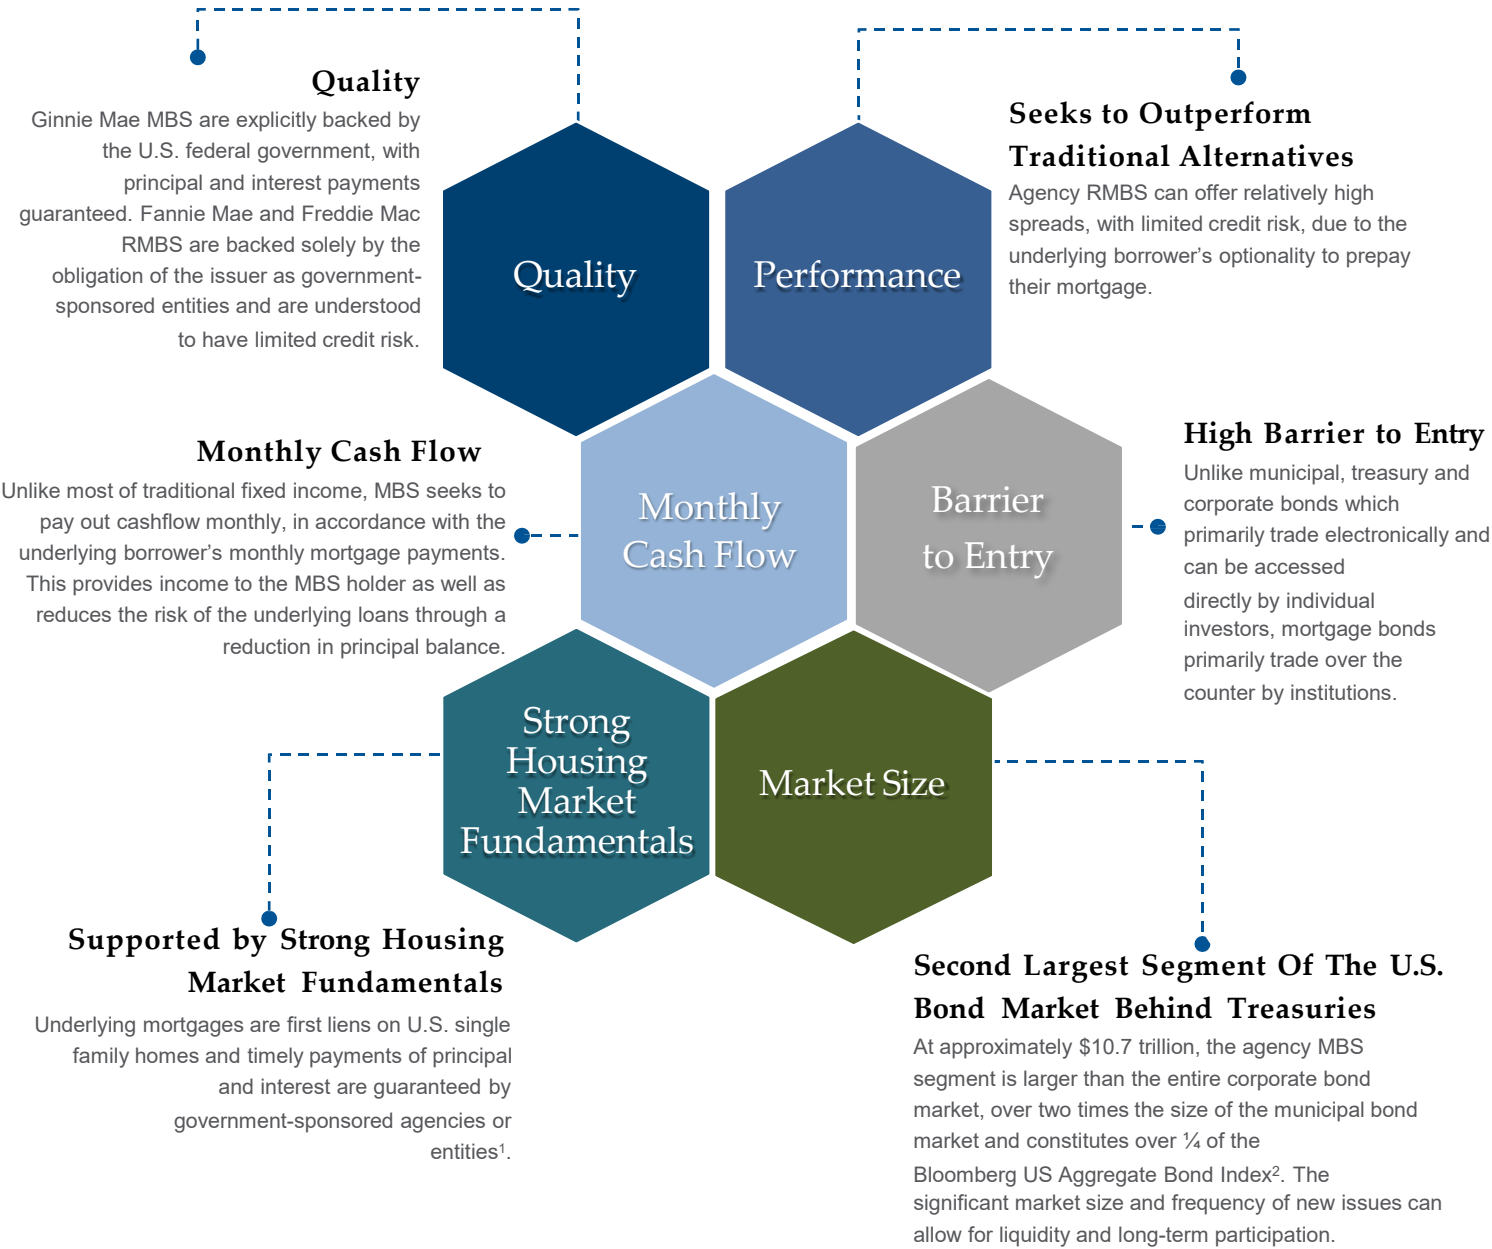 Quality
Ginnie Mae MBS are explicitly backed by
the U.S. federal government, with
principal and interest payments
guaranteed. Fannie Mae and Freddie Mac
RMBS are backed solely by the
obligation of the issuer as government-
sponsored entities and are understood
to have limited credit risk.
Quality
Performance
Seeks to Outperform
Traditional Alternatives
Agency RMBS can offer relatively high
spreads, with limited credit risk, due to the
underlying borrower’s optionality to prepay
their mortgage.
Monthly Cash Flow
Unlike most of traditional fixed income, MBS seeks to
pay out cashflow monthly, in accordance with the
underlying borrower’s monthly mortgage payments.
This provides income to the MBS holder as well as
reduces the risk of the underlying loans through a
reduction in principal balance.
Monthly
Cash Flow
Barrier
to Entry
High Barrier to Entry
Unlike municipal, treasury and
corporate bonds which
primarily trade electronically and
can be accessed
directly by individual
investors, mortgage bonds
primarily trade over the
counter by institutions.
Strong
Housing
Market
Fundamentals
Market Size
Supported by Strong Housing
Market Fundamentals
Underlying mortgages are first liens on U.S. single
family homes and timely payments of principal
and interest are guaranteed by
government-sponsored agencies or
entities¹.
Second Largest Segment Of The U.S.
Bond Market Behind Treasuries
At approximately $10.7 trillion, the agency MBS
segment is larger than the entire corporate bond
market, over two times the size of the municipal bond
market and constitutes over ¼ of the
Bloomberg US Aggregate Bond Index². The
significant market size and frequency of new issues can
allow for liquidity and long-term participation.